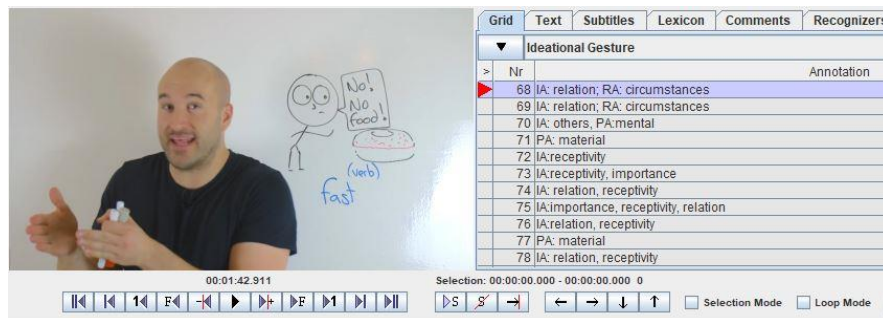 No!
No
food!
(verb)
fast
Grid Text Subtitles Lexicon Comments Recognizers
▼ Ideational Gesture
> Nr Annotation
68 IA: relation; RA: circumstances
69 IA: relation; RA: circumstances
70 IA: others, PA:mental
71 PA: material
72 IA:receptivity
73 IA:receptivity, importance
74 IA: relation, receptivity
75 IA:importance, receptivity, relation
76 IA:relation, receptivity
77 PA: material
78 IA: relation, receptivity
00:01:42.911 Selection: 00:00:00.000 - 00:00:00.000 0
1 F + F 1 S S ← → ↓ ↑ Selection Mode Loop Mode